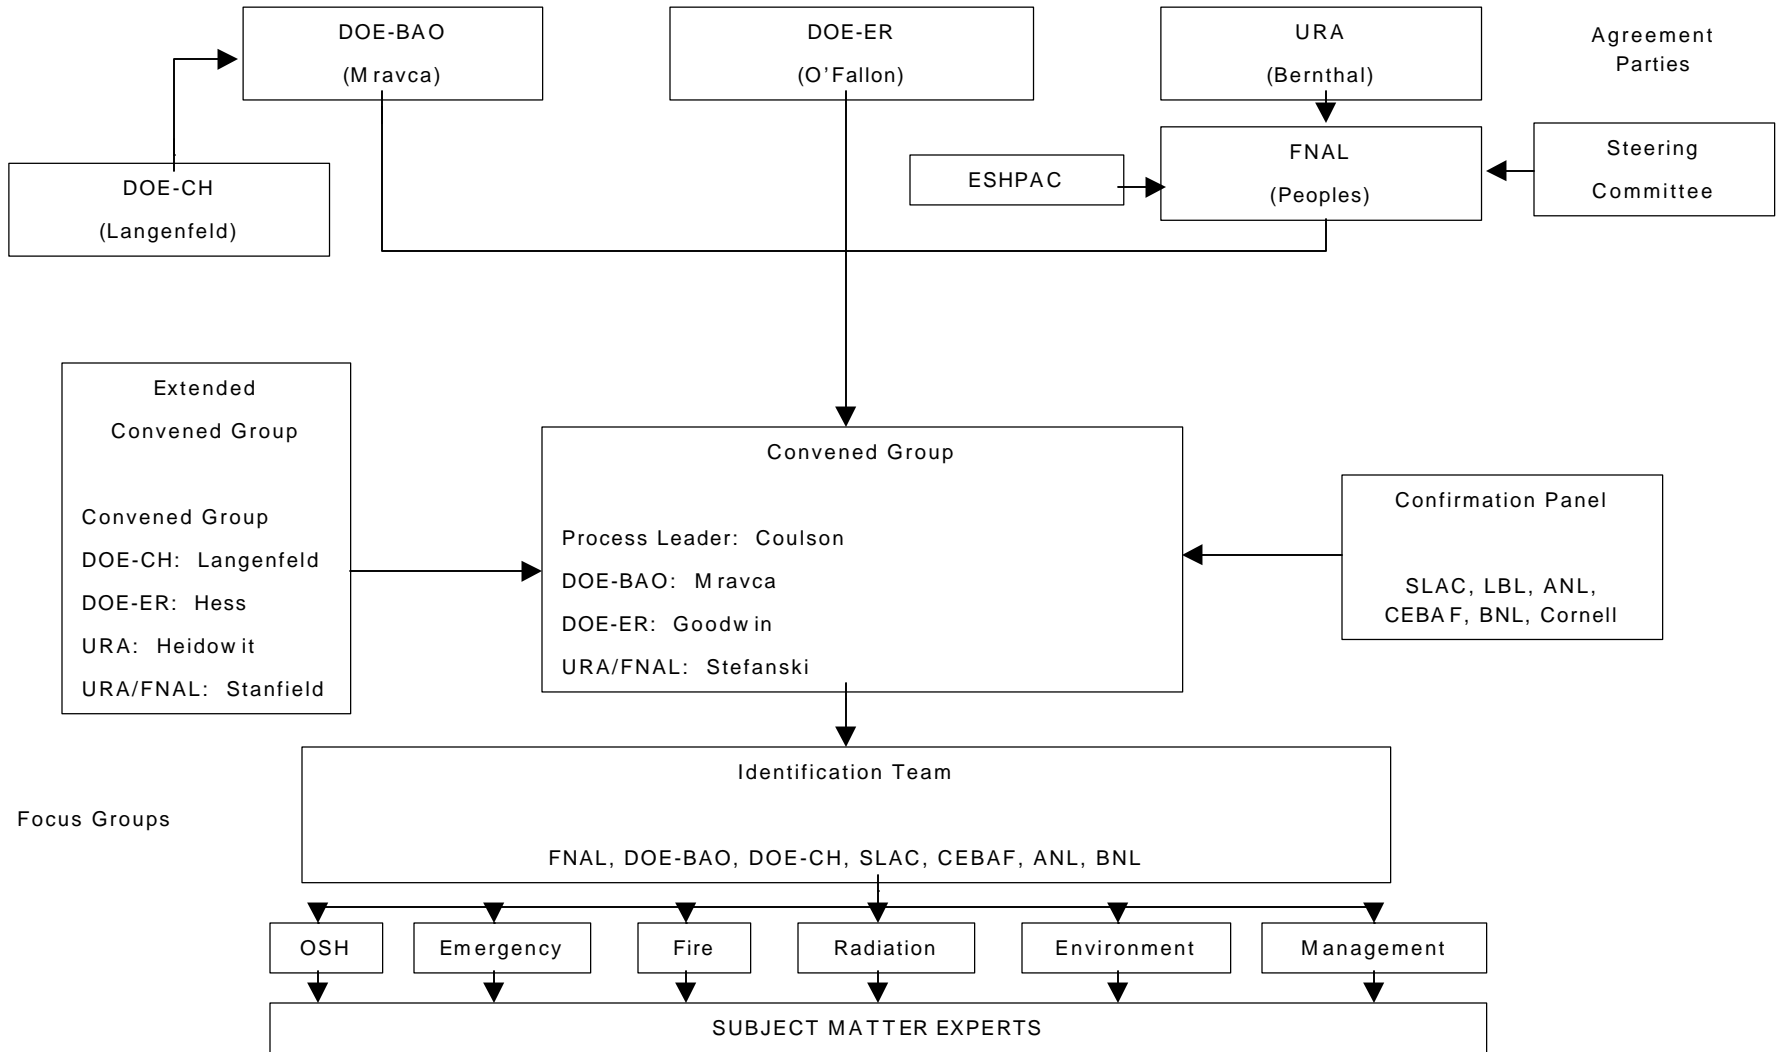 DOE-BAO
(Mravca)
DOE-ER
(O'Fallon)
URA
(Bernthal)
Agreement
Parties
DOE-CH
(Langenfeld)
ESHPAC
FNAL
(Peoples)
Steering
Committee
Extended
Convened Group
Convened Group
DOE-CH: Langenfeld
DOE-ER: Hess
URA: Heidowit
URA/FNAL: Stanfield
Convened Group
Process Leader: Coulson
DOE-BAO: Mravca
DOE-ER: Goodwin
URA/FNAL: Stefanski
Confirmation Panel
SLAC, LBL, ANL,
CEBAF, BNL, Cornell
Identification Team
FNAL, DOE-BAO, DOE-CH, SLAC, CEBAF, ANL, BNL
Focus Groups
OSH
Emergency
Fire
Radiation
Environment
Management
SUBJECT MATTER EXPERTS